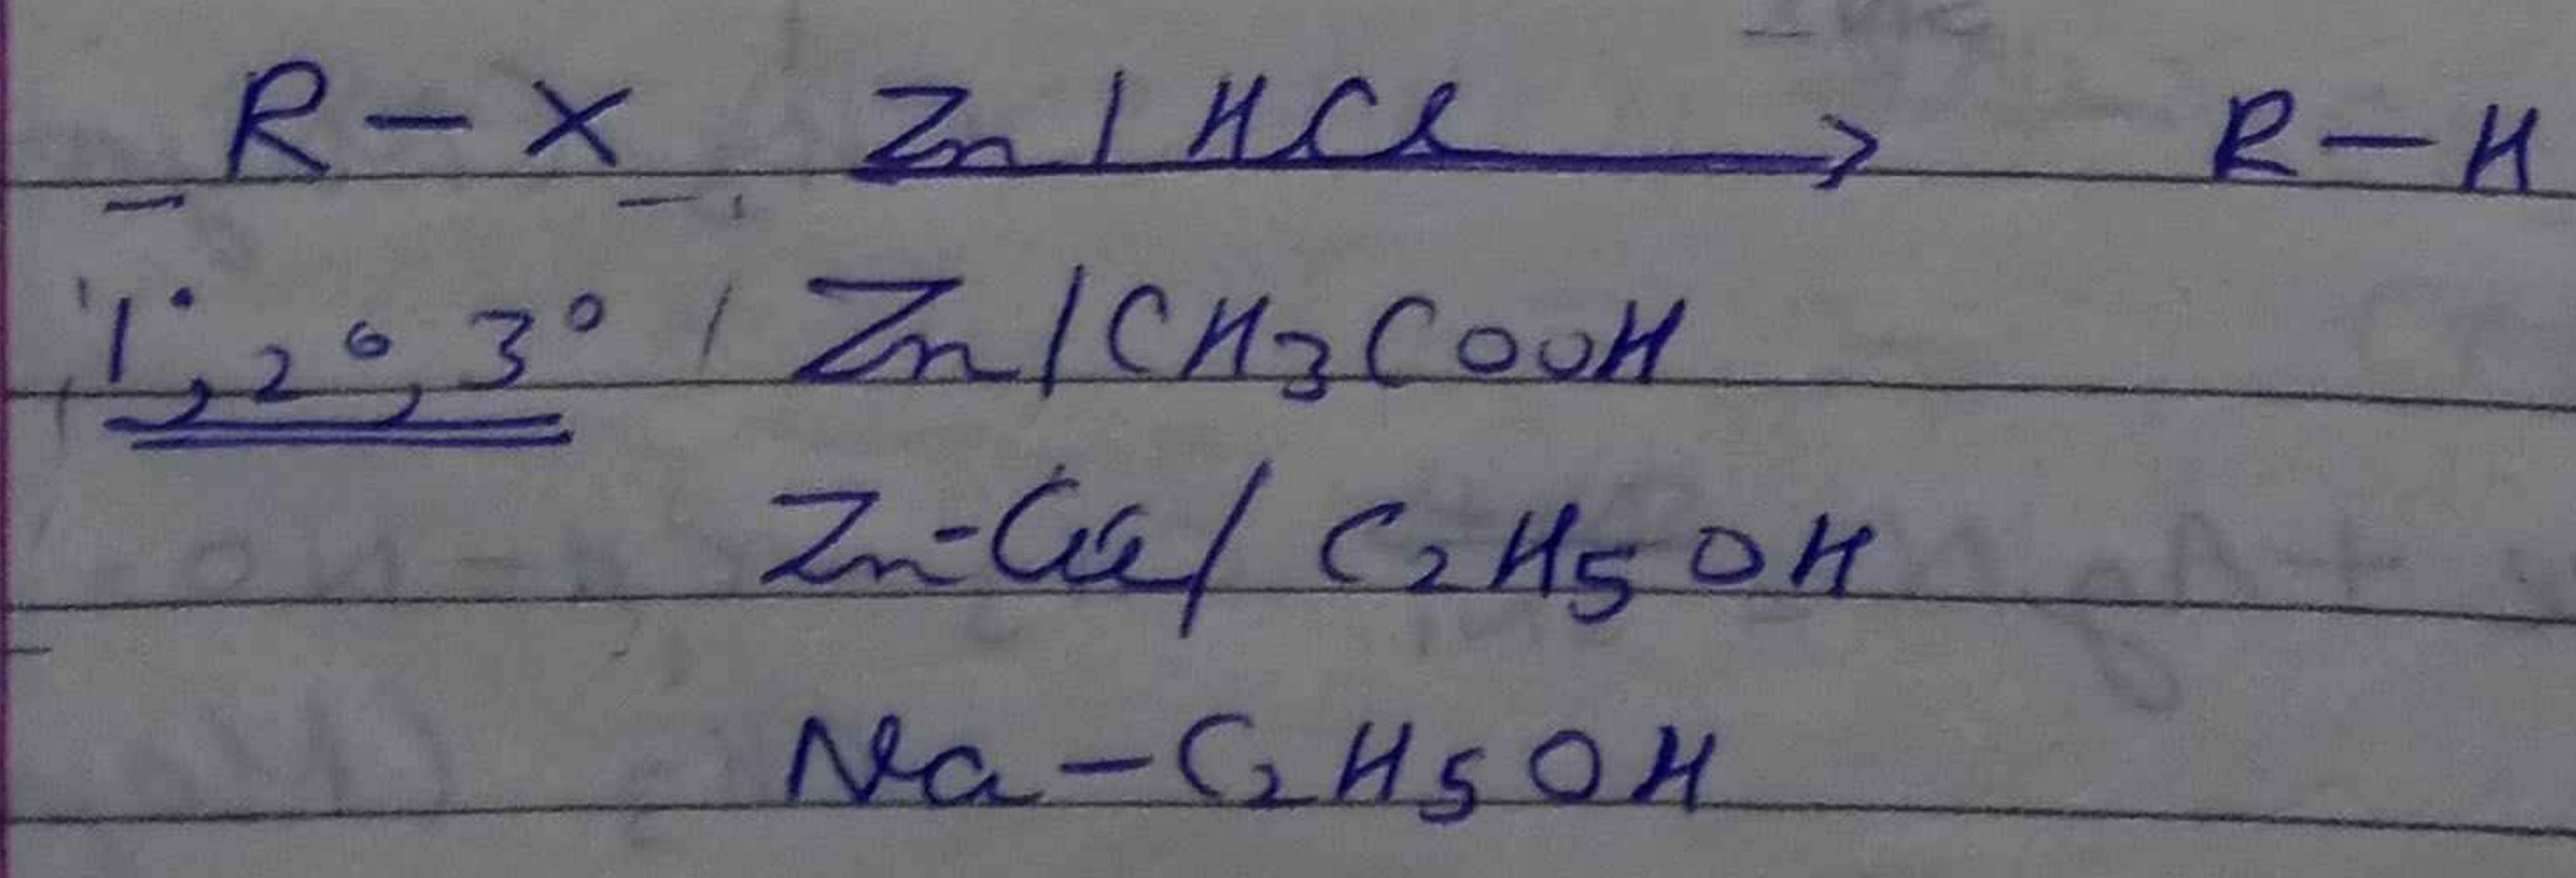 R - X Zn / HCl → R - H
1°, 2°, 3° Zn / CH3COOH
Zn-Cu / C2H5OH
Na - C2H5OH